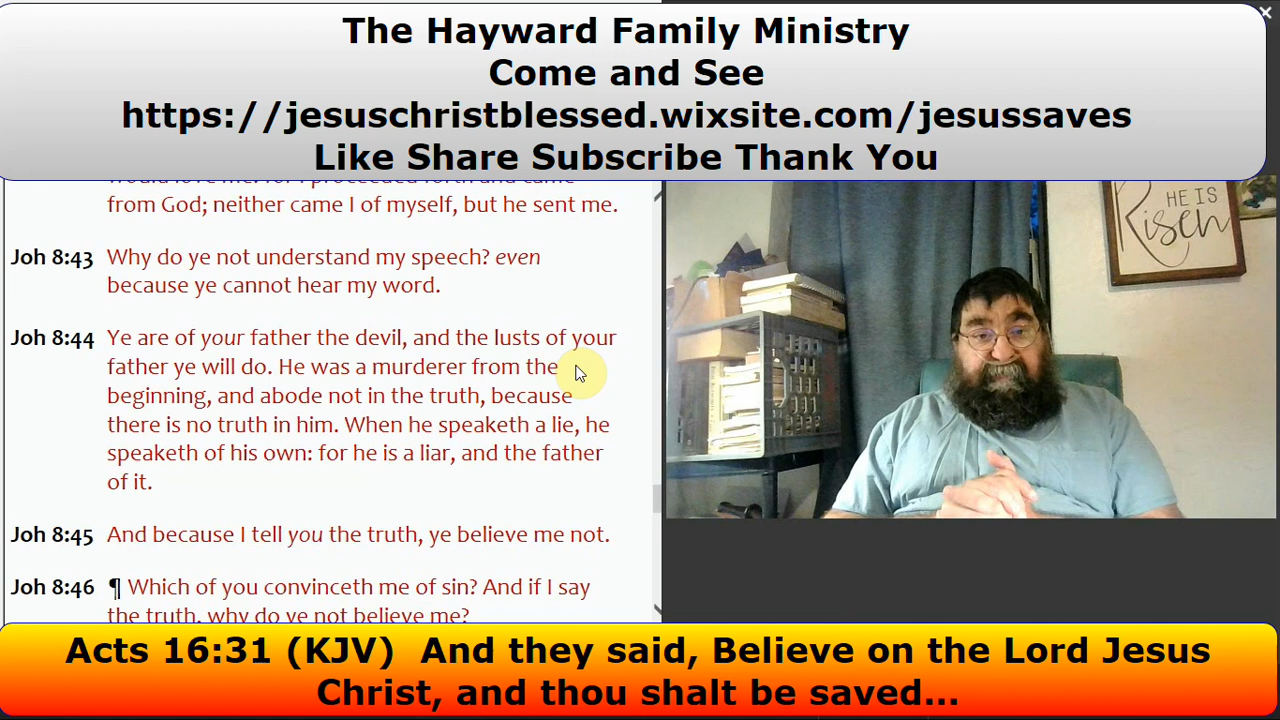 The Hayward Family Ministry
Come and See
https://jesuschristblessed.wixsite.com/jesussaves
Like Share Subscribe Thank You
would love me: for I proceeded forth and came
from God; neither came I of myself, but he sent me.
Joh 8:43 Why do ye not understand my speech? even
because ye cannot hear my word.
Joh 8:44 Ye are of your father the devil, and the lusts of your
father ye will do. He was a murderer from the
beginning, and abode not in the truth, because
there is no truth in him. When he speaketh a lie, he
speaketh of his own: for he is a liar, and the father
of it.
Joh 8:45 And because I tell you the truth, ye believe me not.
Joh 8:46 ¶ Which of you convinceth me of sin? And if I say
the truth, why do ye not believe me?
HE IS
Risen
Acts 16:31 (KJV) And they said, Believe on the Lord Jesus
Christ, and thou shalt be saved...